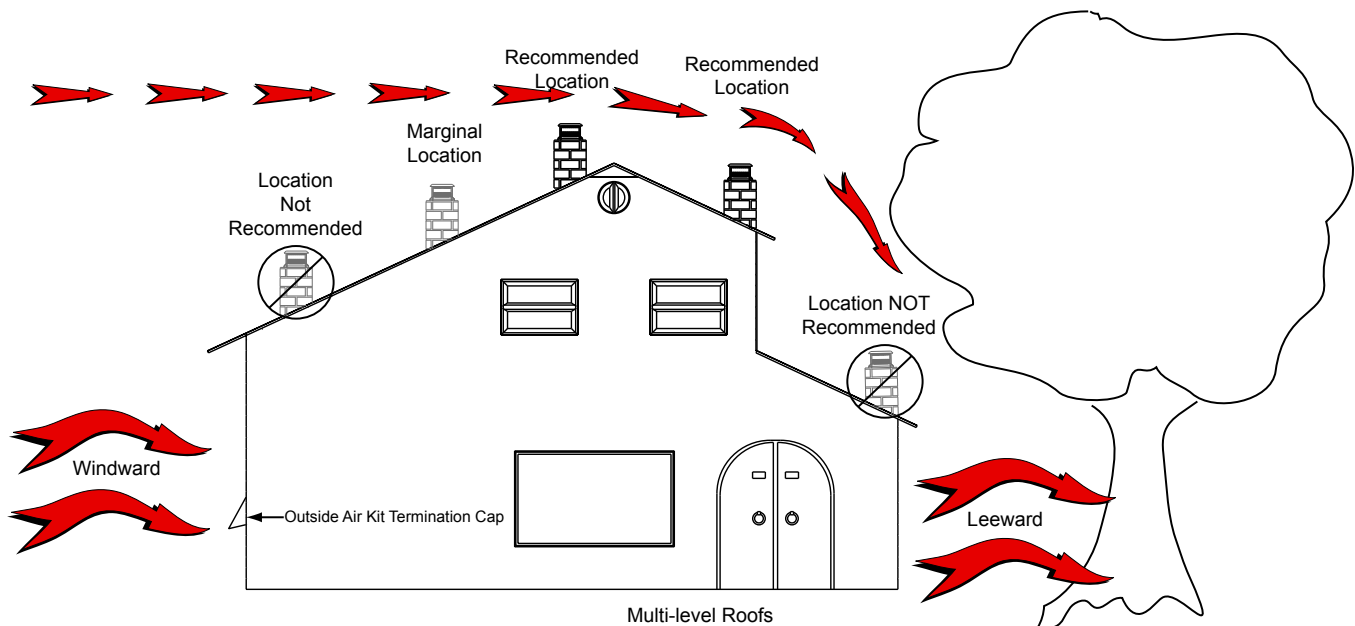 Recommended
Location
Recommended
Location
Marginal
Location
Location
Not
Recommended
Location NOT
Recommended
Windward
Outside Air Kit Termination Cap
Leeward
Multi-level Roofs